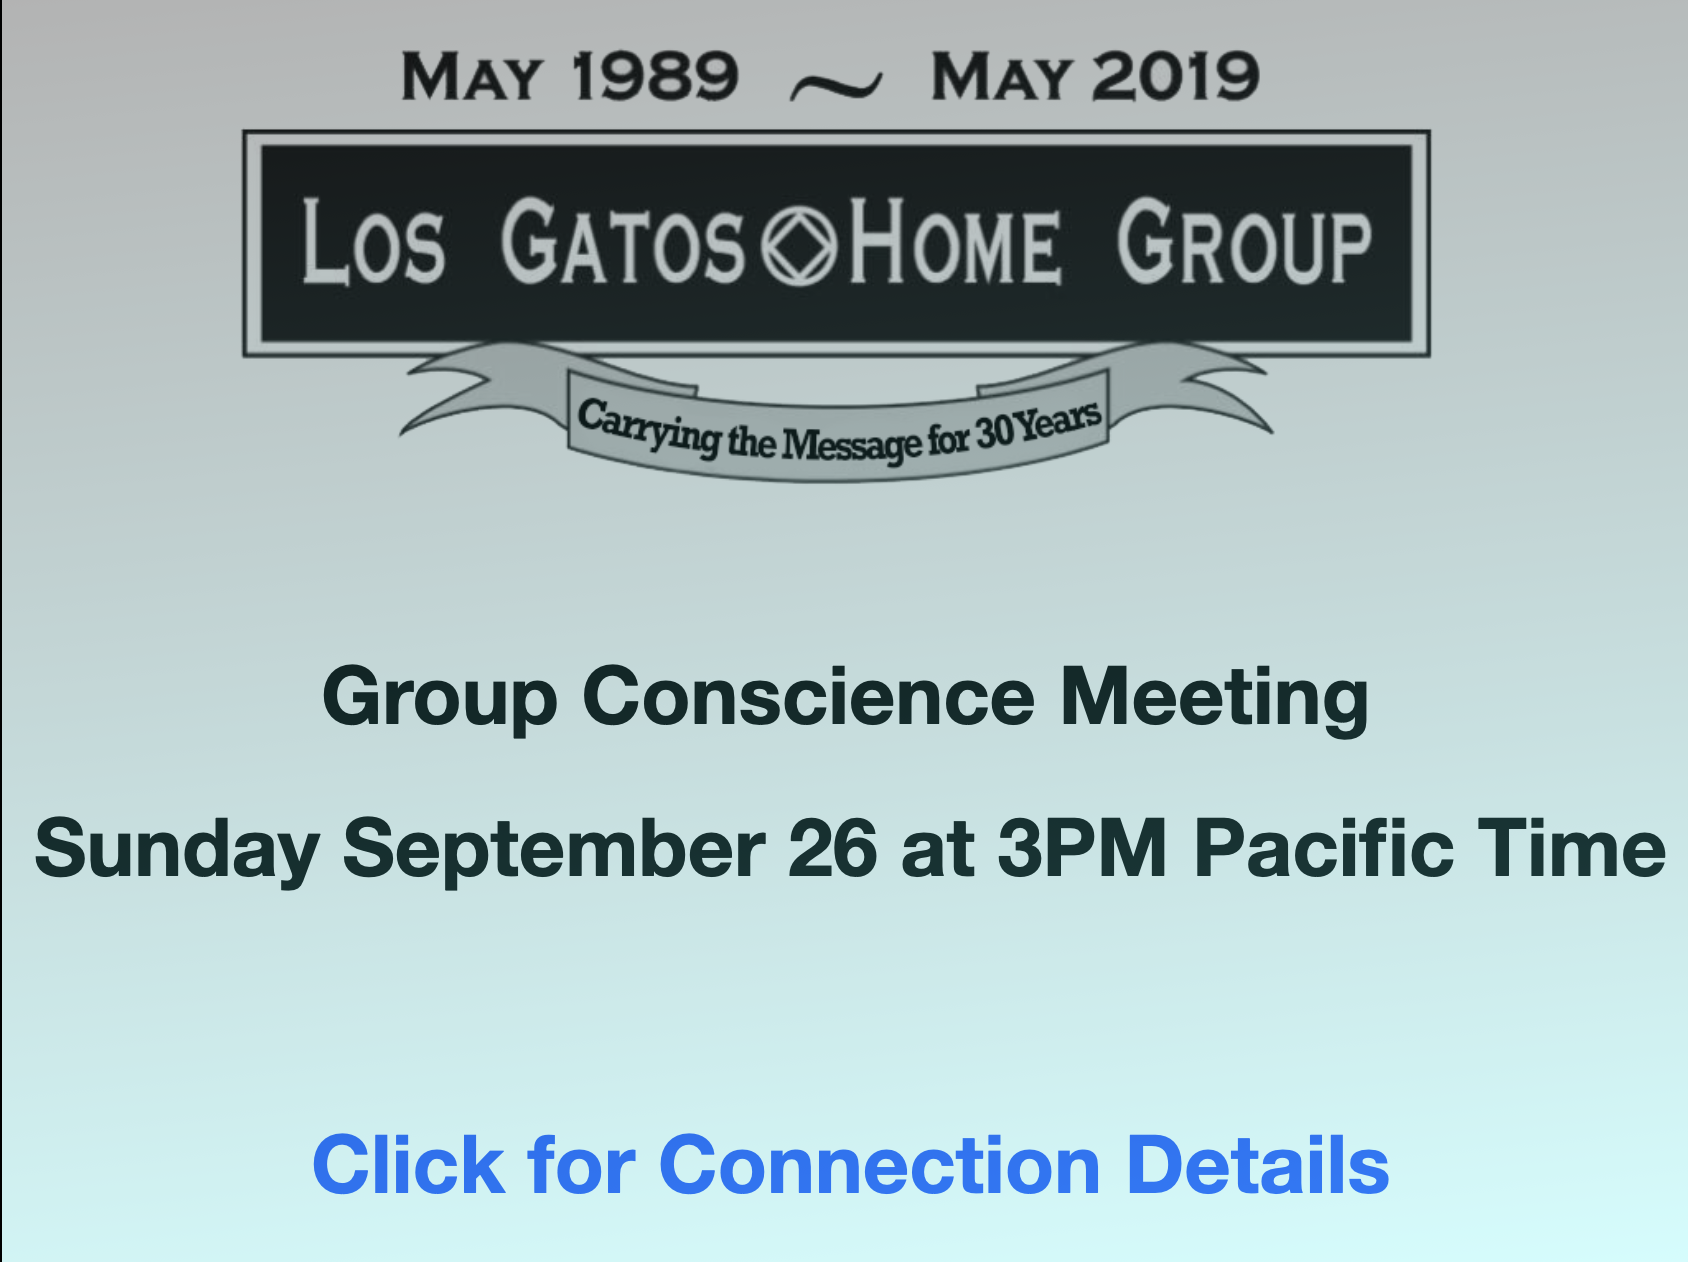 May 1989 ~ May 2019
Los Gatos Home Group
Carrying the Message for 30 Years
Group Conscience Meeting
Sunday September 26 at 3PM Pacific Time
Click for Connection Details